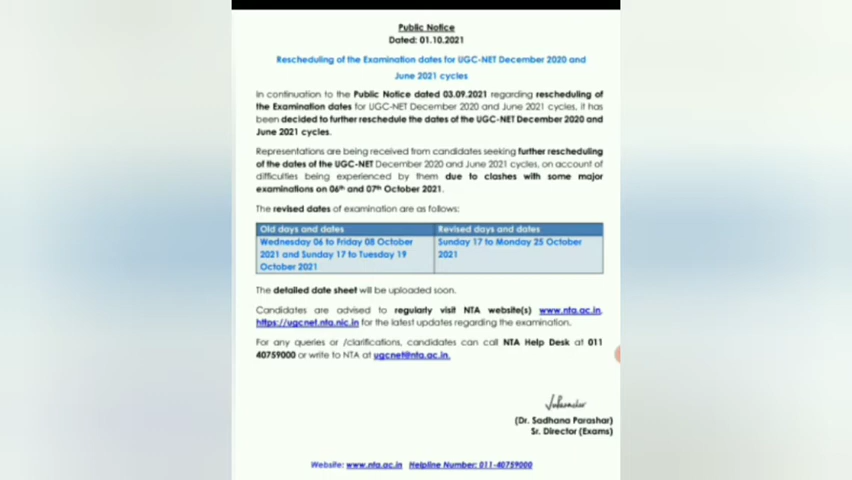 Public Notice
Dated: 01.10.2021
Rescheduling of the Examination dates for UGC-NET December 2020 and
June 2021 cycles
In continuation to the Public Notice dated 03.09.2021 regarding rescheduling of
the Examination dates for UGC-NET December 2020 and June 2021 cycles, it has
been decided to further reschedule the dates of the UGC-NET December 2020 and
June 2021 cycles.
Representations are being received from candidates seeking further rescheduling
of the dates of the UGC-NET December 2020 and June 2021 cycles, on account of
difficulties being experienced by them due to clashes with some major
examinations on 06th and 07th October 2021.
The revised dates of examination are as follows:
Old days and dates
Revised days and dates
Wednesday 06 to Friday 08 October
2021 and Sunday 17 to Tuesday 19
October 2021
Sunday 17 to Monday 25 October
2021
The detailed date sheet will be uploaded soon.
Candidates are advised to regularly visit NTA website(s) www.nta.ac.in,
https://ugcnet.nta.nic.in for the latest updates regarding the examination.
For any queries or /clarifications, candidates can call NTA Help Desk at 011
40759000 or write to NTA at ugcnet@nta.ac.in.
(Dr. Sadhana Parashar)
Sr. Director (Exams)
Website: www.nta.ac.in Helpline Number: 011-40759000